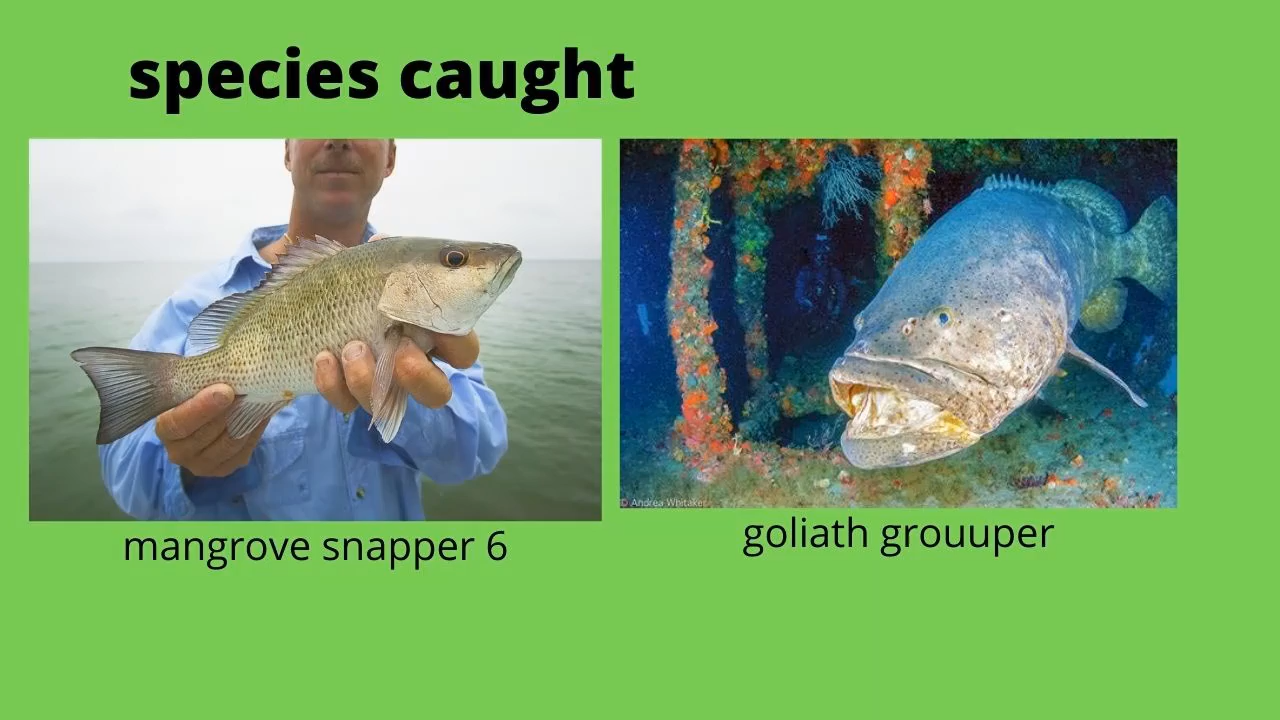 species caught
© Andrea Whitaker
mangrove snapper 6
goliath grouuper